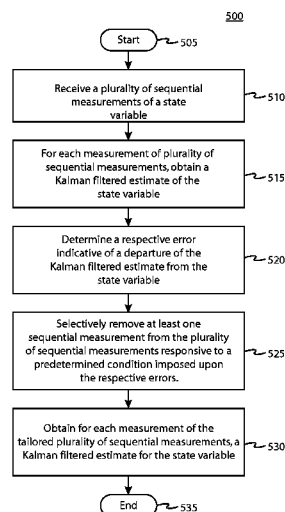 500
Start
505
Receive a plurality of sequential
measurements of a state
variable
510
For each measurement of plurality of
sequential measurements, obtain a
Kalman filtered estimate of the
state variable
515
Determine a respective error
indicative of a departure of the
Kalman filtered estimate from the
state variable
520
Selectively remove at least one
sequential measurement from the plurality
of sequential measurements responsive to a
predetermined condition imposed upon
the respective errors.
525
Obtain for each measurement of the
tailored plurality of sequential measurements, a
Kalman filtered estimate for the state variable
530
End
535